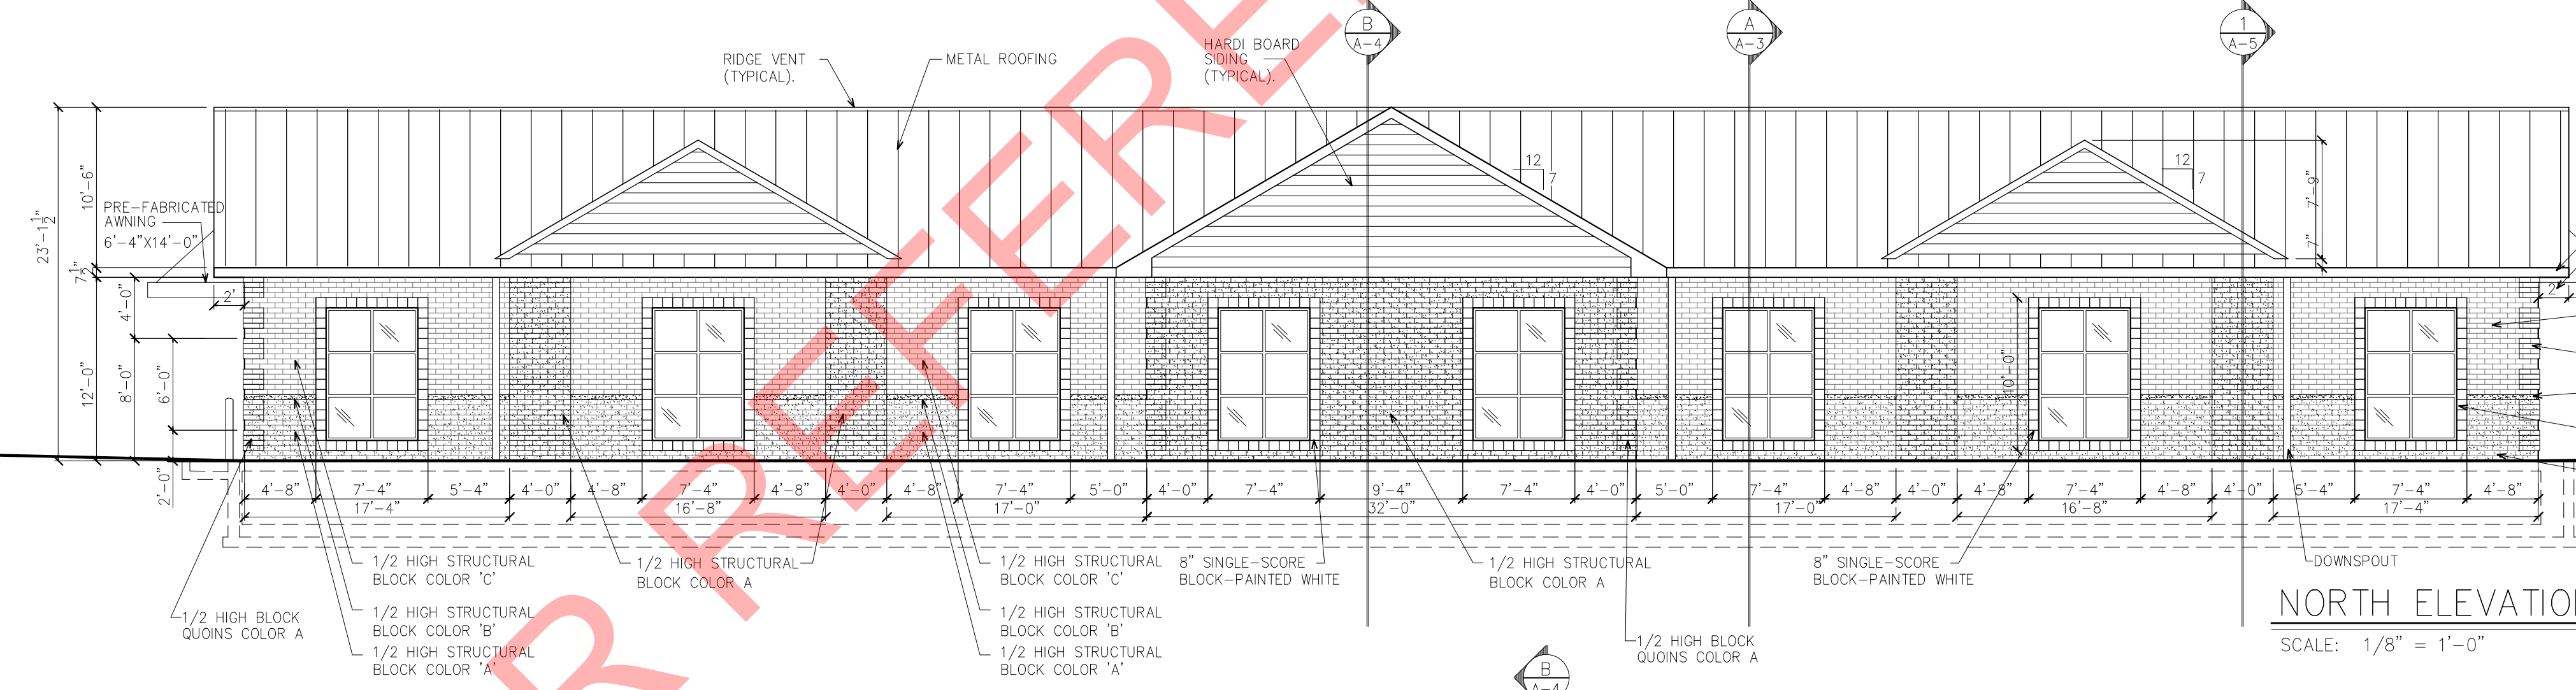 B
A-4
A
A-3
1
A-5
RIDGE VENT
(TYPICAL).
METAL ROOFING
HARDI BOARD
SIDING
(TYPICAL).
12
7
12
7
23'-1 1/2"
10'-6"
7 1/2"
PRE-FABRICATED
AWNING
6'-4"X14'-0"
2'
12'-0"
4'-0"
8'-0"
6'-0"
2'-0"
7'-9"
7"
2'
10'-0"
4'-8" 7'-4" 5'-4" 4'-0" 4'-8" 7'-4" 4'-8" 4'-0" 4'-8" 7'-4" 5'-0" 4'-0" 7'-4" 9'-4" 7'-4" 4'-0" 5'-0" 7'-4" 4'-8" 4'-0" 4'-8" 7'-4" 4'-8" 4'-0" 5'-4" 7'-4" 4'-8"
17'-4" 16'-8" 17'-0" 32'-0" 17'-0" 16'-8" 17'-4"
1/2 HIGH STRUCTURAL
BLOCK COLOR 'C'
1/2 HIGH STRUCTURAL
BLOCK COLOR 'B'
1/2 HIGH STRUCTURAL
BLOCK COLOR 'A'
1/2 HIGH BLOCK
QUOINS COLOR A
1/2 HIGH STRUCTURAL
BLOCK COLOR A
1/2 HIGH STRUCTURAL
BLOCK COLOR 'C'
1/2 HIGH STRUCTURAL
BLOCK COLOR 'B'
1/2 HIGH STRUCTURAL
BLOCK COLOR 'A'
8" SINGLE-SCORE
BLOCK-PAINTED WHITE
1/2 HIGH STRUCTURAL
BLOCK COLOR A
1/2 HIGH BLOCK
QUOINS COLOR A
8" SINGLE-SCORE
BLOCK-PAINTED WHITE
DOWNSPOUT
NORTH ELEVATIO
SCALE: 1/8" = 1'-0"
B
A-4
R REFERE